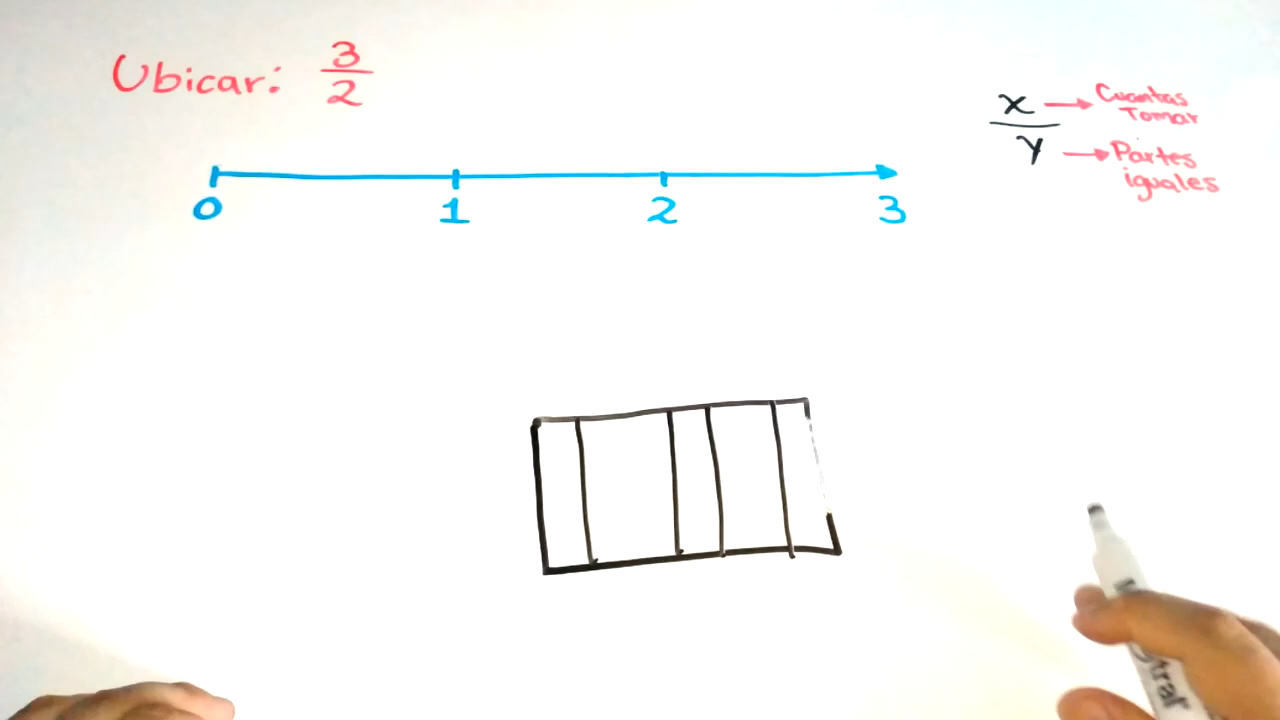 Ubicar: 3/2
x → Cuantas Tomar
y → Partes iguales
0 1 2 3